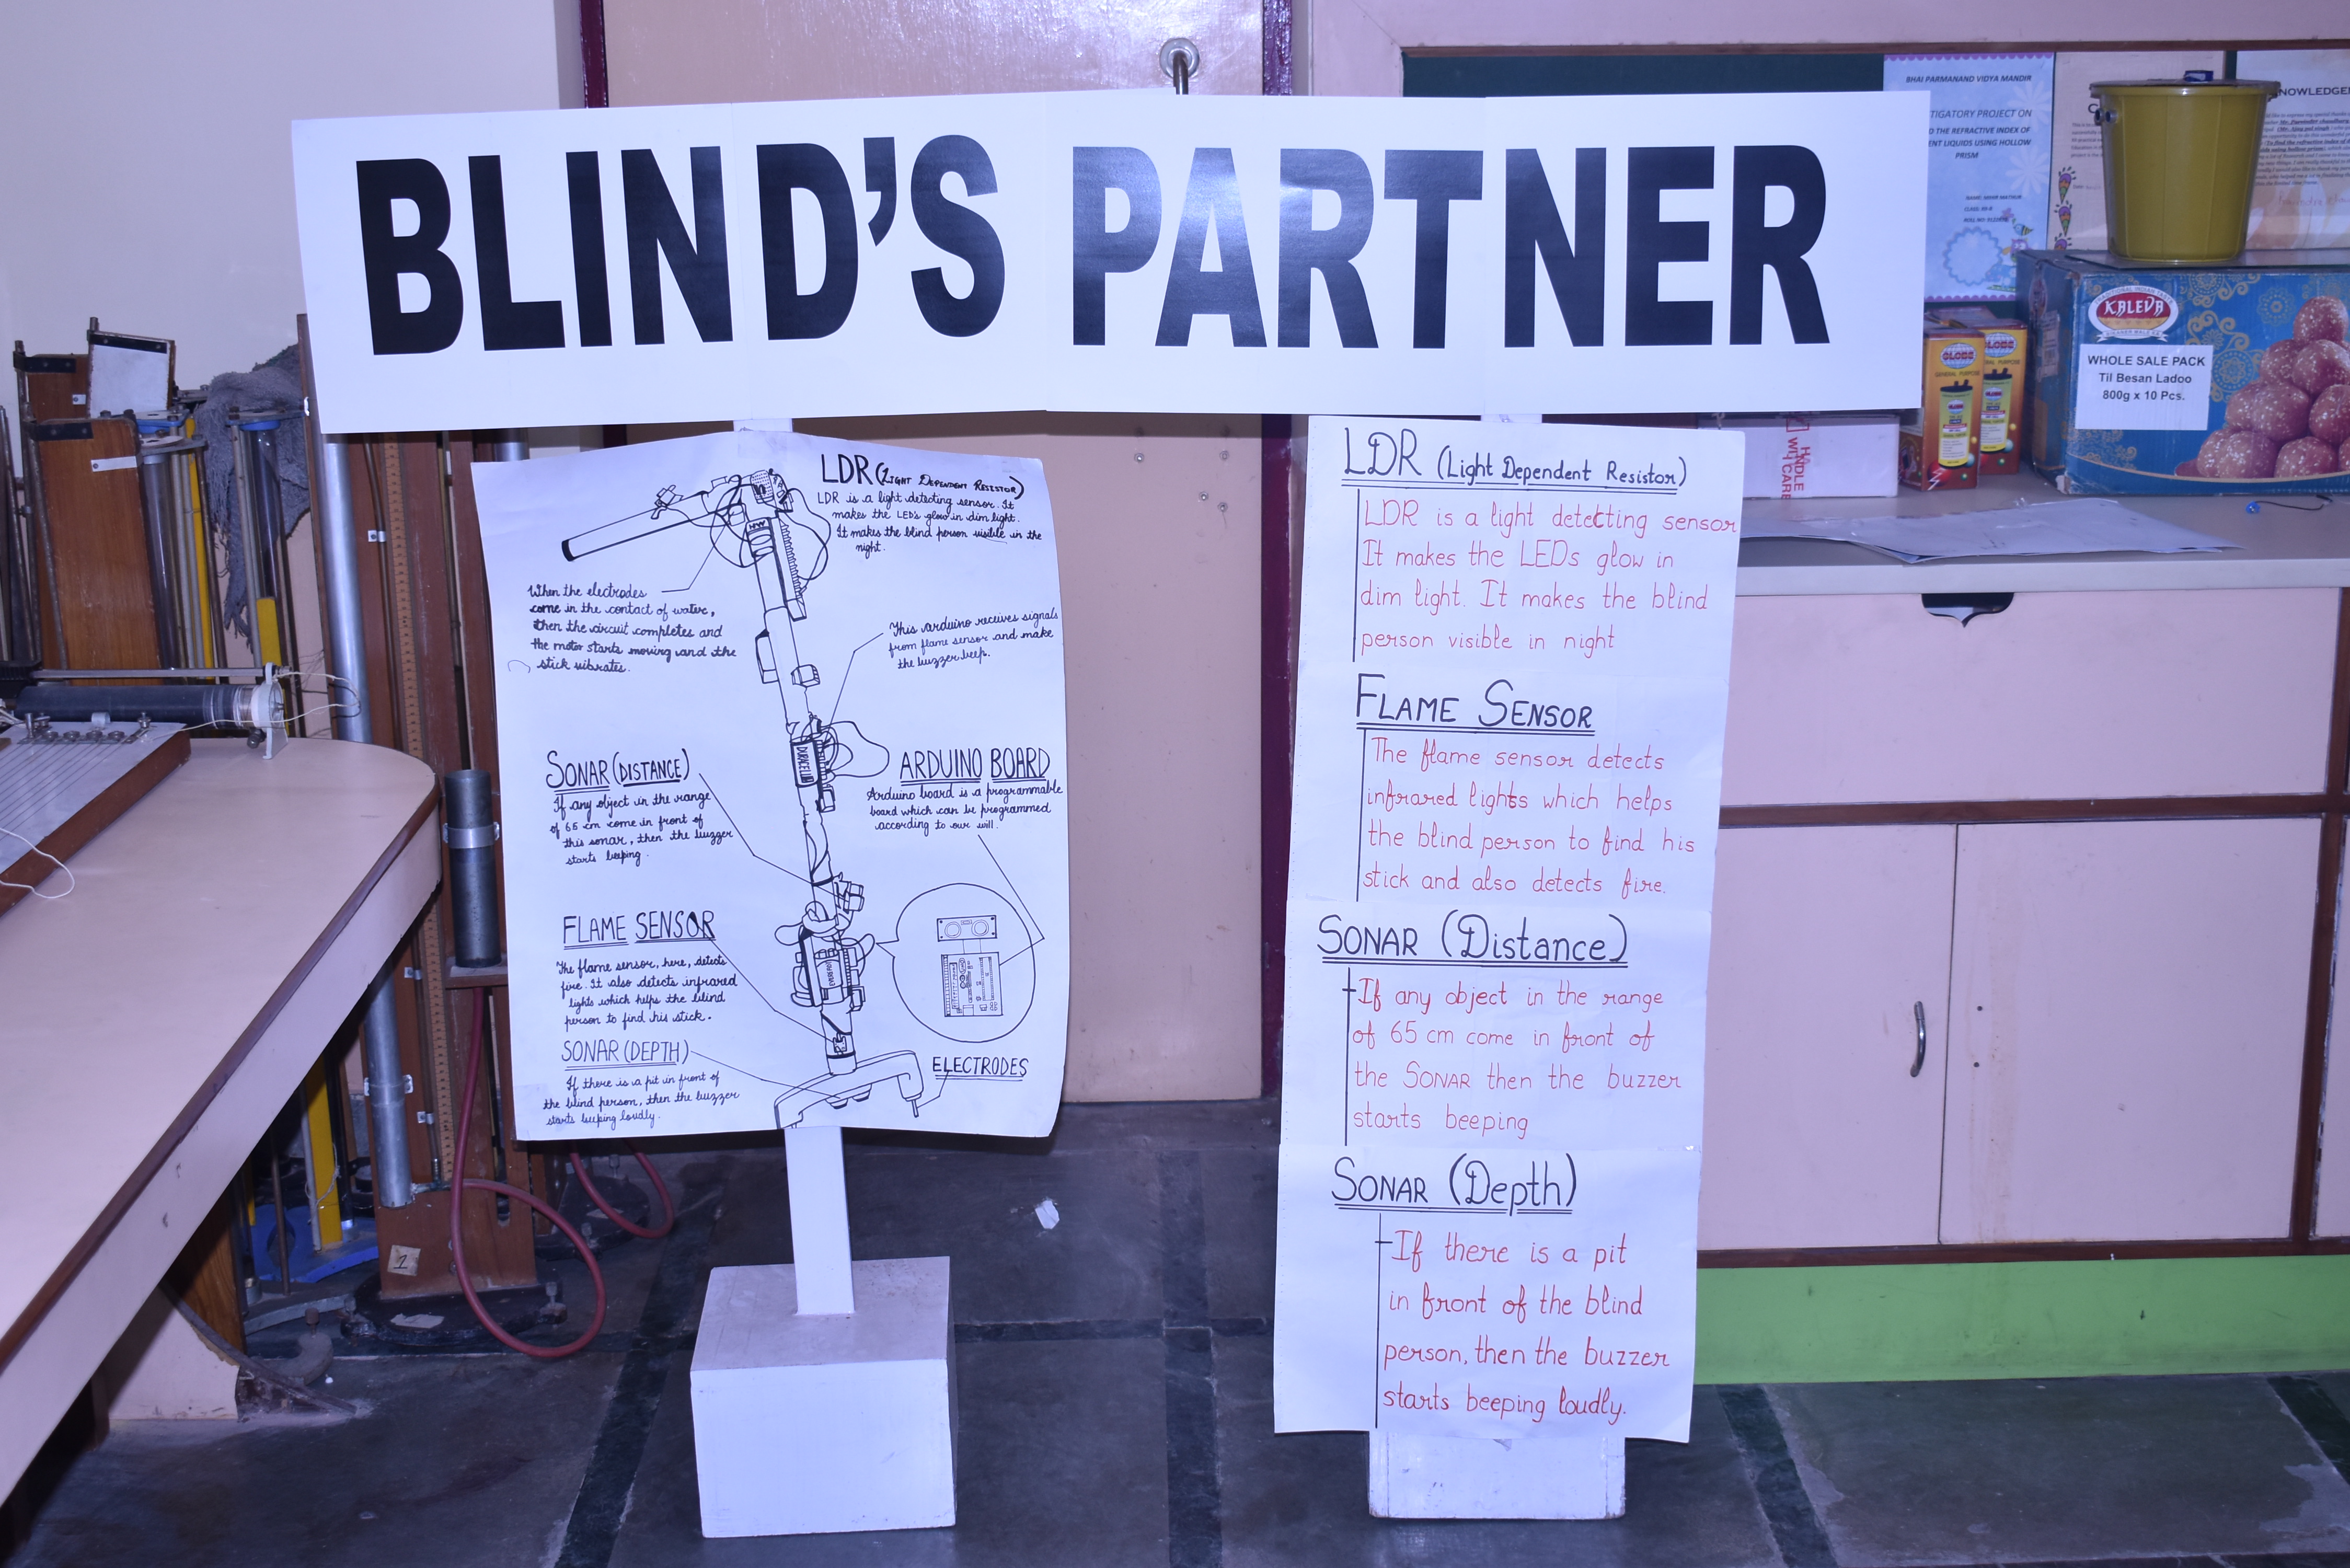 BLIND'S PARTNER
LDR (LIGHT DEPENDENT RESISTOR)
LDR is a light detecting sensor. It
makes the LEDs glow in dim light.
It makes the blind person visible in the
night.
When the electrodes
come in the contact of water,
then the circuit completes and
the motor starts moving and the
stick vibrates.
This arduino receives signals
from flame sensor and make
the buzzer beep.
SONAR (DISTANCE)
If any object in the range
of 65 cm come in front of
this sonar, then the buzzer
starts beeping.
ARDUINO BOARD
Arduino board is a programmable
board which can be programmed
according to our will.
FLAME SENSOR
The flame sensor, here, detects
fire. It also detects infrared
lights which helps the blind
person to find his stick.
SONAR (DEPTH)
If there is a pit in front of
the blind person, then the buzzer
starts beeping loudly.
ELECTRODES
HW
DURACELL
LDR (Light Dependent Resistor)
LDR is a light detecting sensor
It makes the LEDs glow in
dim light. It makes the blind
person visible in night
FLAME SENSOR
The flame sensor detects
infrared lights which helps
the blind person to find his
stick and also detects fire.
SONAR (Distance)
If any object in the range
of 65 cm come in front of
the SONAR then the buzzer
starts beeping
SONAR (Depth)
If there is a pit
in front of the blind
person, then the buzzer
starts beeping loudly.
BHAI PARMANAND VIDYA MANDIR
TIGATORY PROJECT ON
D THE REFRACTIVE INDEX OF
ENT LIQUIDS USING HOLLOW
PRISM
NOWLEDGE
KALEVA
WHOLE SALE PACK
Til Besan Ladoo
800g x 10 Pcs.
GLOBE
GENERAL PURPOSE
GLOBE
HANDLE
WITH CARE
1